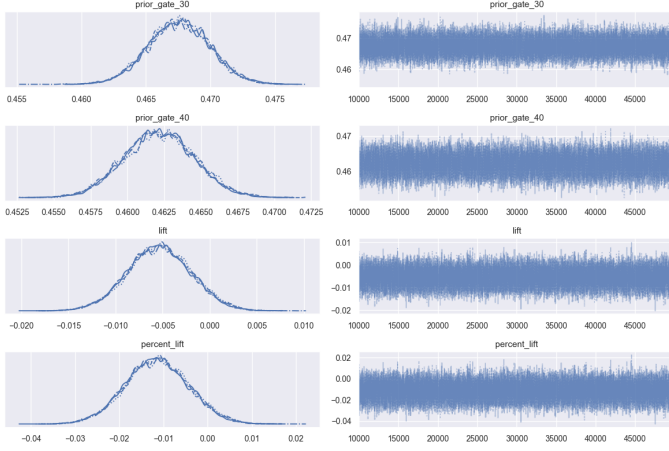 prior_gate_30
prior_gate_30
0.47
0.46
0.455 0.460 0.465 0.470 0.475
10000 15000 20000 25000 30000 35000 40000 45000
prior_gate_40
prior_gate_40
0.47
0.46
0.4525 0.4550 0.4575 0.4600 0.4625 0.4650 0.4675 0.4700 0.4725
10000 15000 20000 25000 30000 35000 40000 45000
lift
lift
0.01
0.00
−0.01
−0.02
−0.020 −0.015 −0.010 −0.005 0.000 0.005 0.010
10000 15000 20000 25000 30000 35000 40000 45000
percent_lift
percent_lift
0.02
0.00
−0.02
−0.04
−0.04 −0.03 −0.02 −0.01 0.00 0.01 0.02
10000 15000 20000 25000 30000 35000 40000 45000